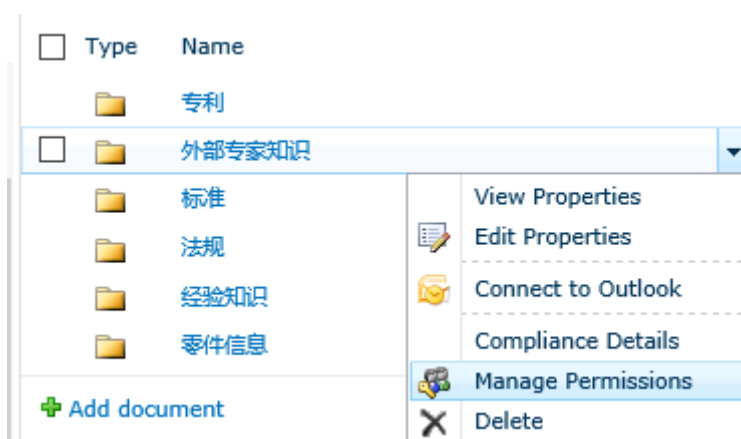 Type Name
专利
外部专家知识
标准
View Properties
Edit Properties
法规
Connect to Outlook
经验知识
Compliance Details
零件信息
Manage Permissions
Add document
Delete